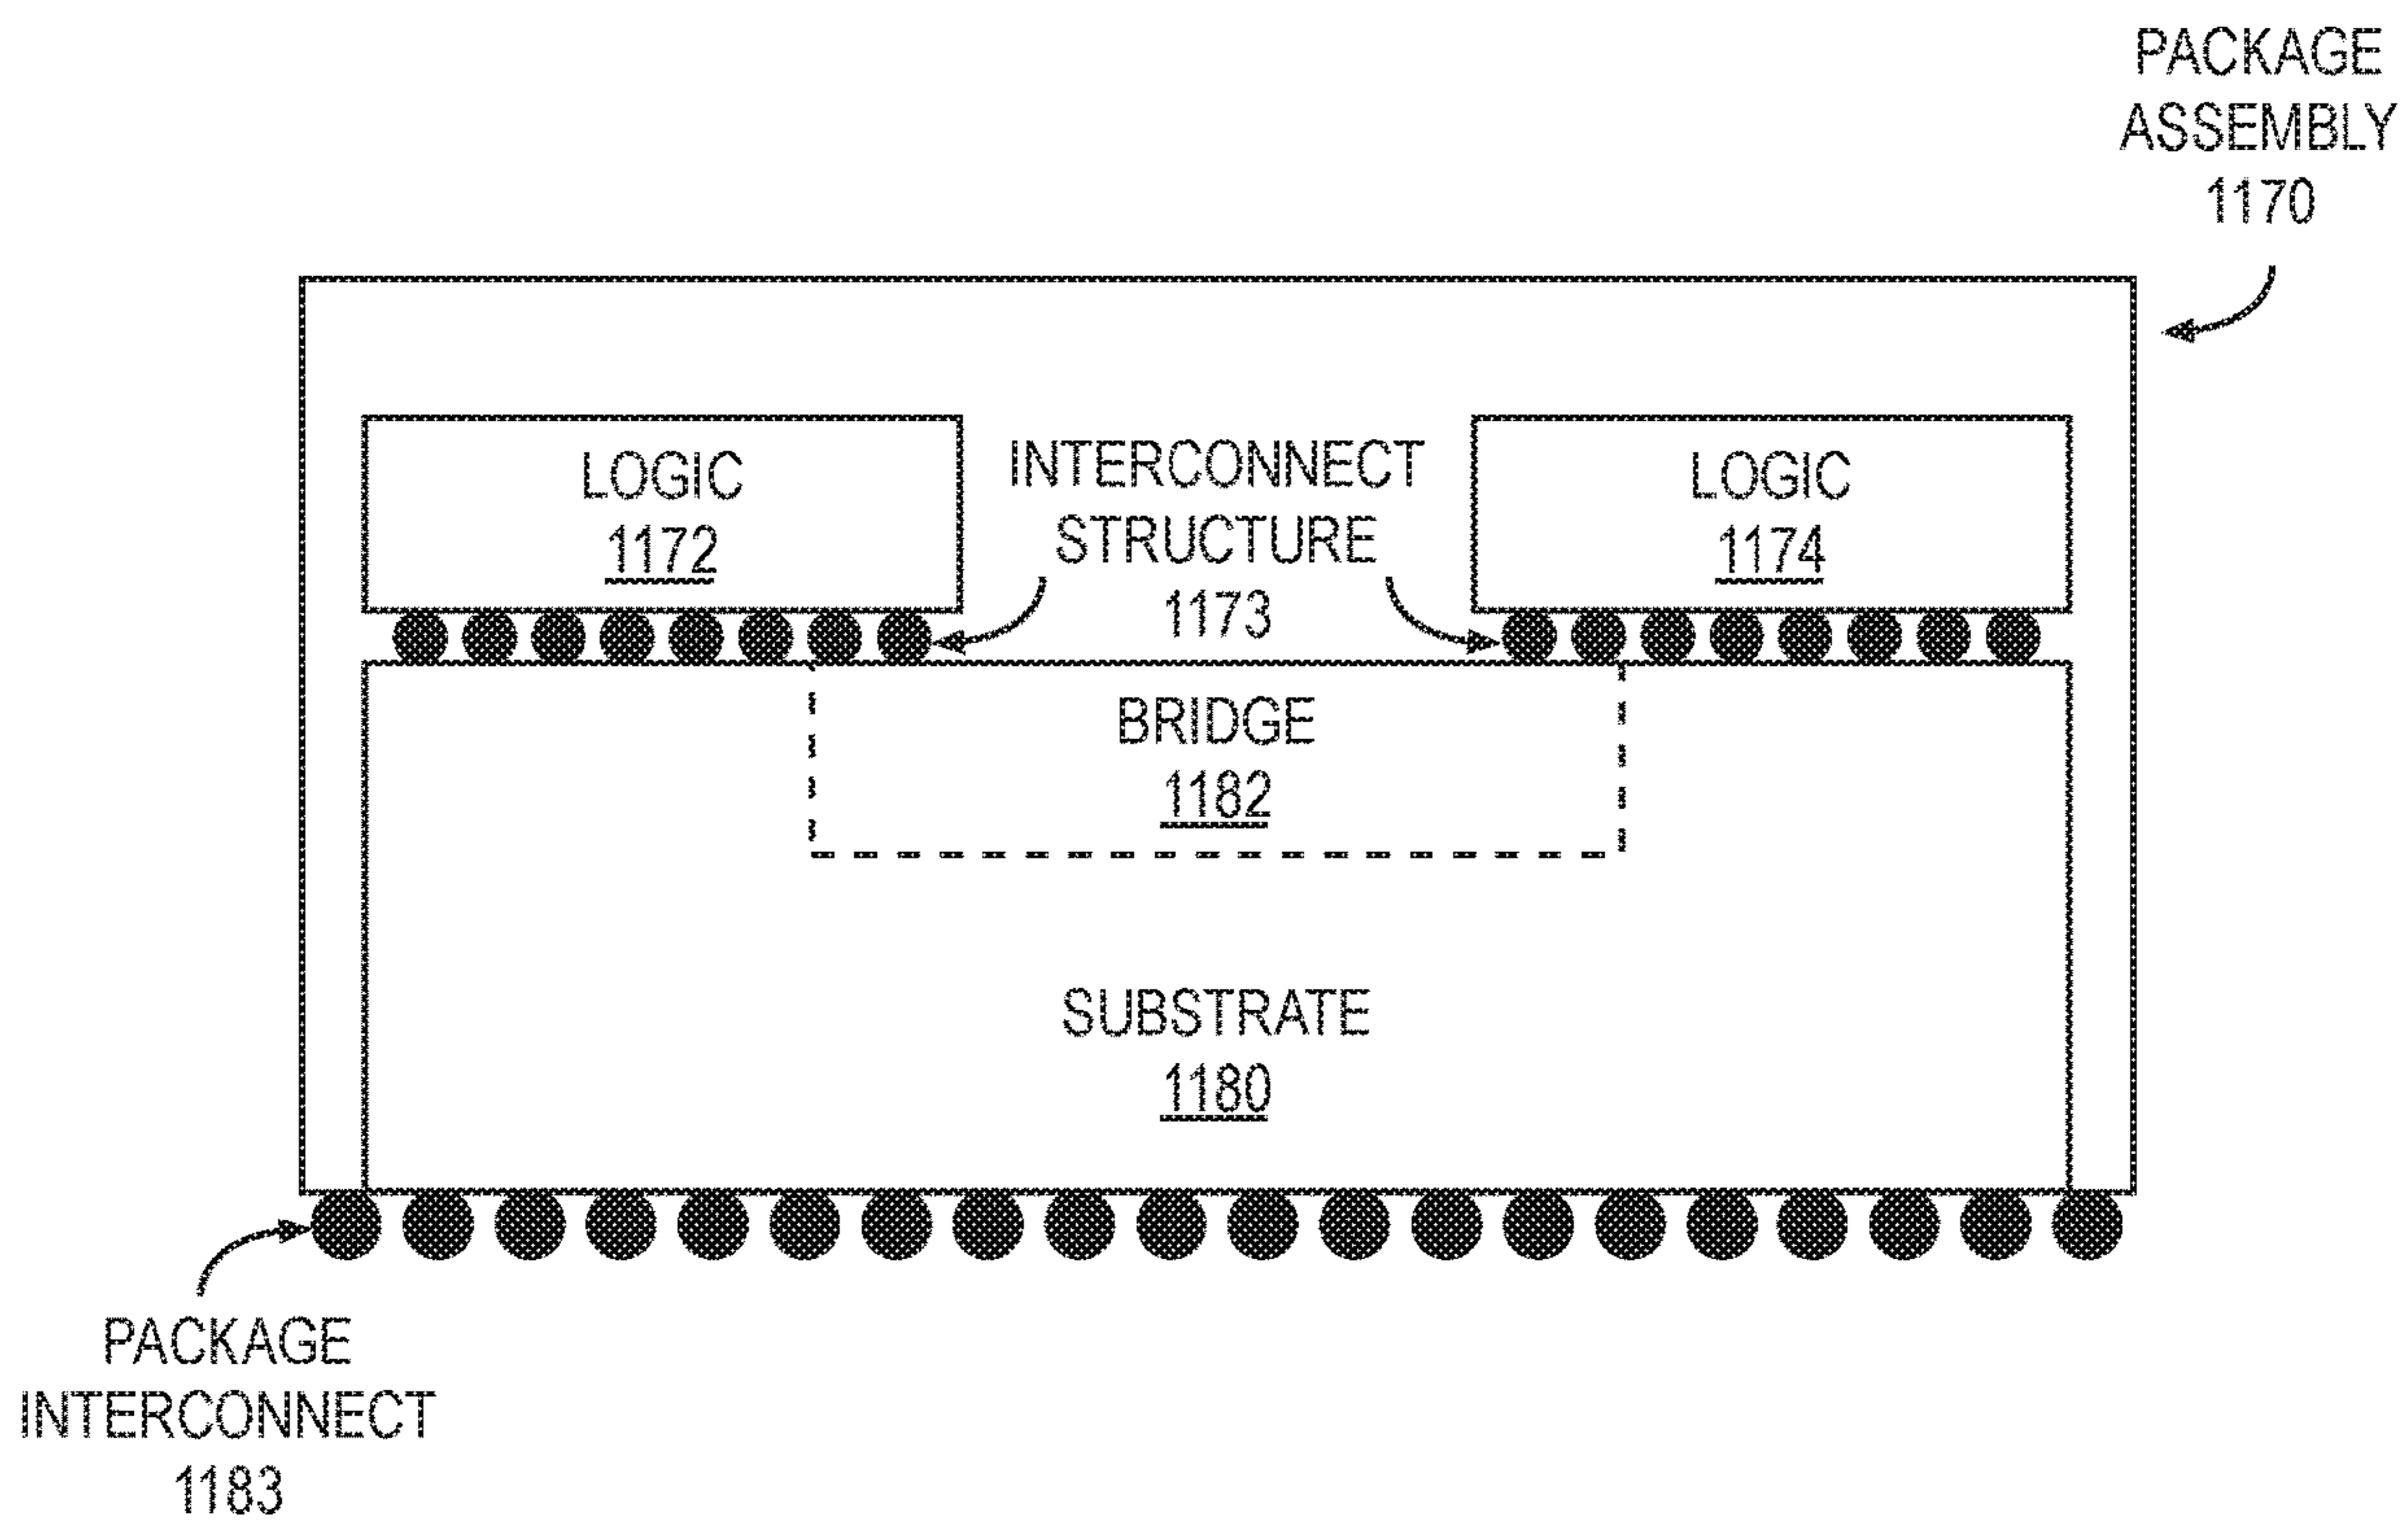 PACKAGE
ASSEMBLY
1170
LOGIC
1172
INTERCONNECT
STRUCTURE
1173
LOGIC
1174
BRIDGE
1182
SUBSTRATE
1180
PACKAGE
INTERCONNECT
1183